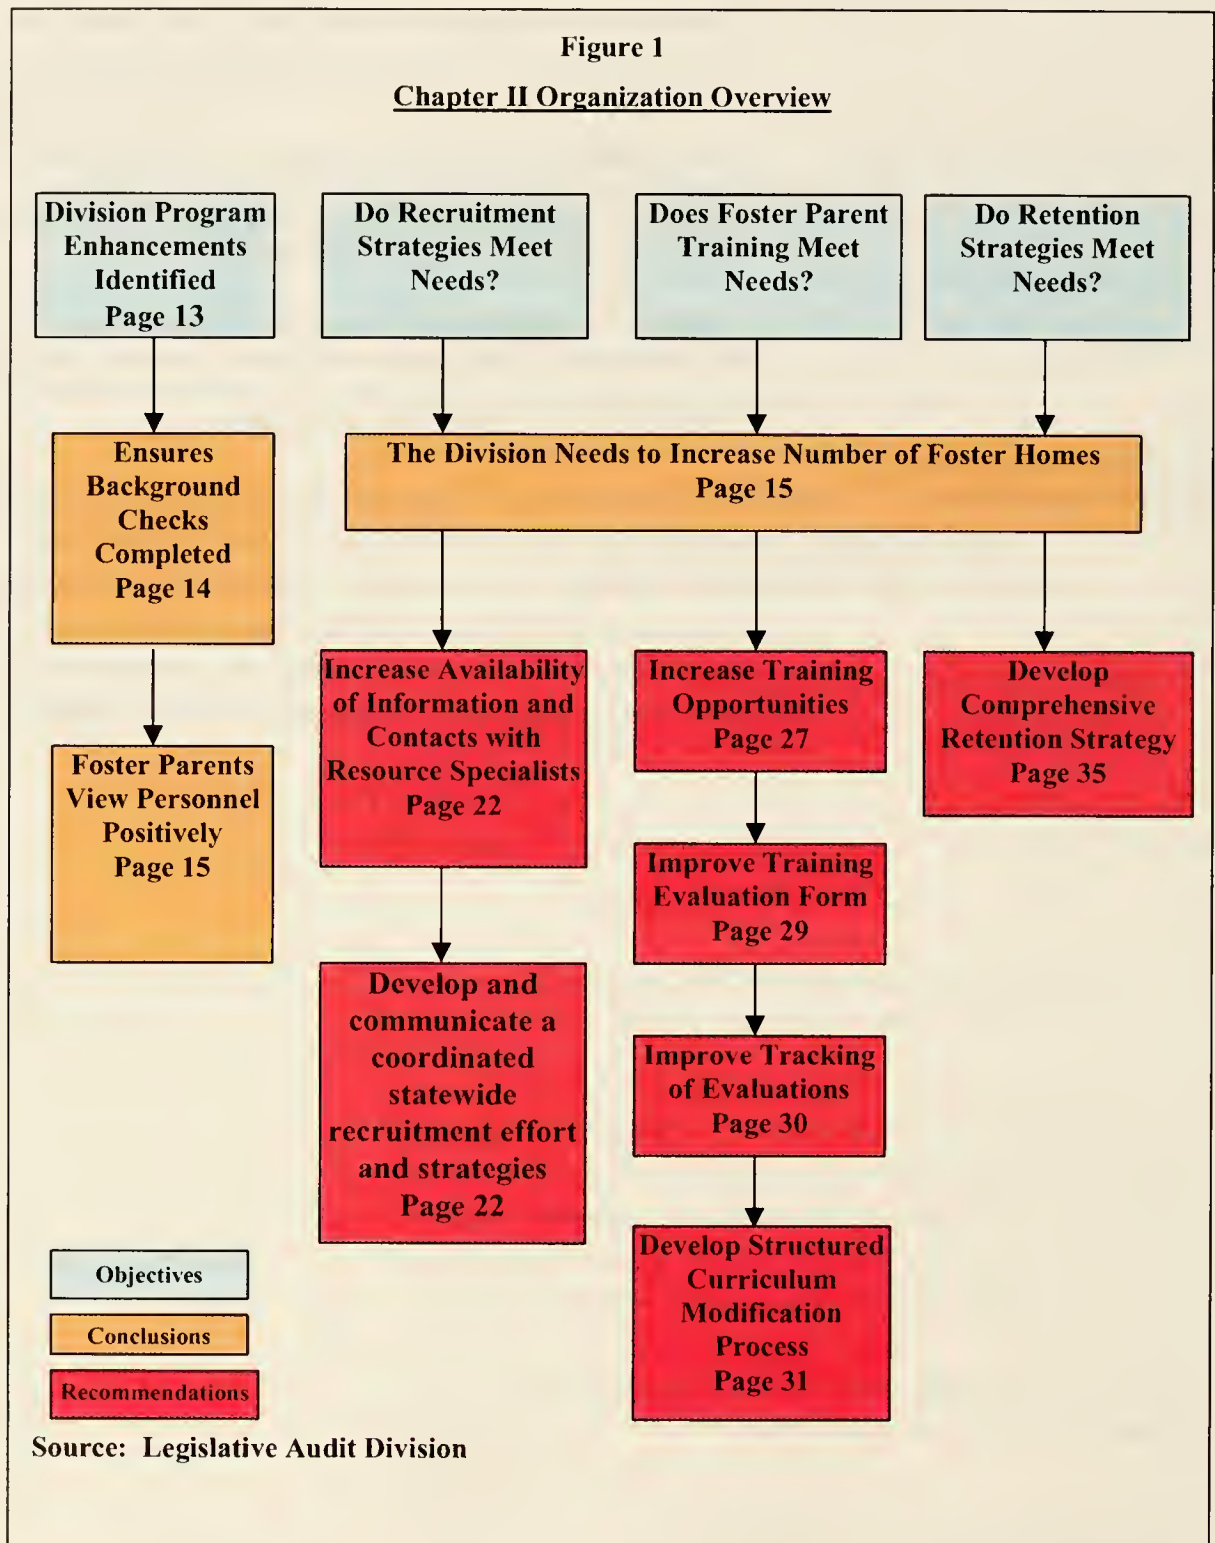 Figure 1
Chapter II Organization Overview
Division Program
Enhancements
Identified
Page 13
Do Recruitment
Strategies Meet
Needs?
Does Foster Parent
Training Meet
Needs?
Do Retention
Strategies Meet
Needs?
Ensures
Background
Checks
Completed
Page 14
The Division Needs to Increase Number of Foster Homes
Page 15
Foster Parents
View Personnel
Positively
Page 15
Increase Availability
of Information and
Contacts with
Resource Specialists
Page 22
Develop and
communicate a
coordinated
statewide
recruitment effort
and strategies
Page 22
Increase Training
Opportunities
Page 27
Improve Training
Evaluation Form
Page 29
Improve Tracking
of Evaluations
Page 30
Develop Structured
Curriculum
Modification
Process
Page 31
Develop
Comprehensive
Retention Strategy
Page 35
Objectives
Conclusions
Recommendations
Source: Legislative Audit Division